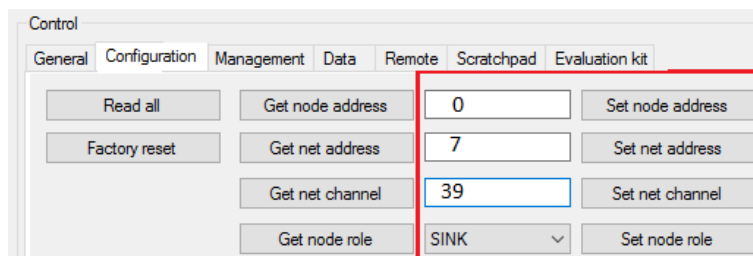 Control
General Configuration Management Data Remote Scratchpad Evaluation kit
Read all Get node address 0 Set node address
Factory reset Get net address 7 Set net address
Get net channel 39 Set net channel
Get node role SINK Set node role